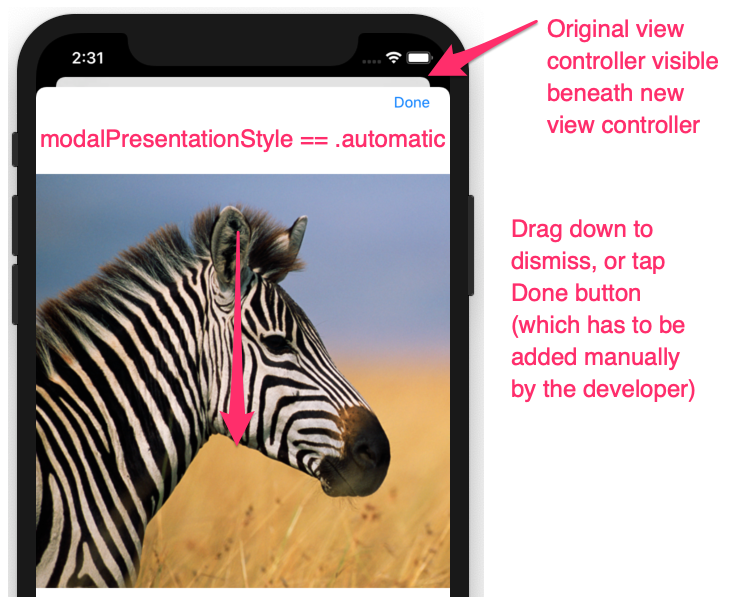 2:31
Original view
controller visible
beneath new
view controller
Done
modalPresentationStyle == .automatic
Drag down to
dismiss, or tap
Done button
(which has to be
added manually
by the developer)